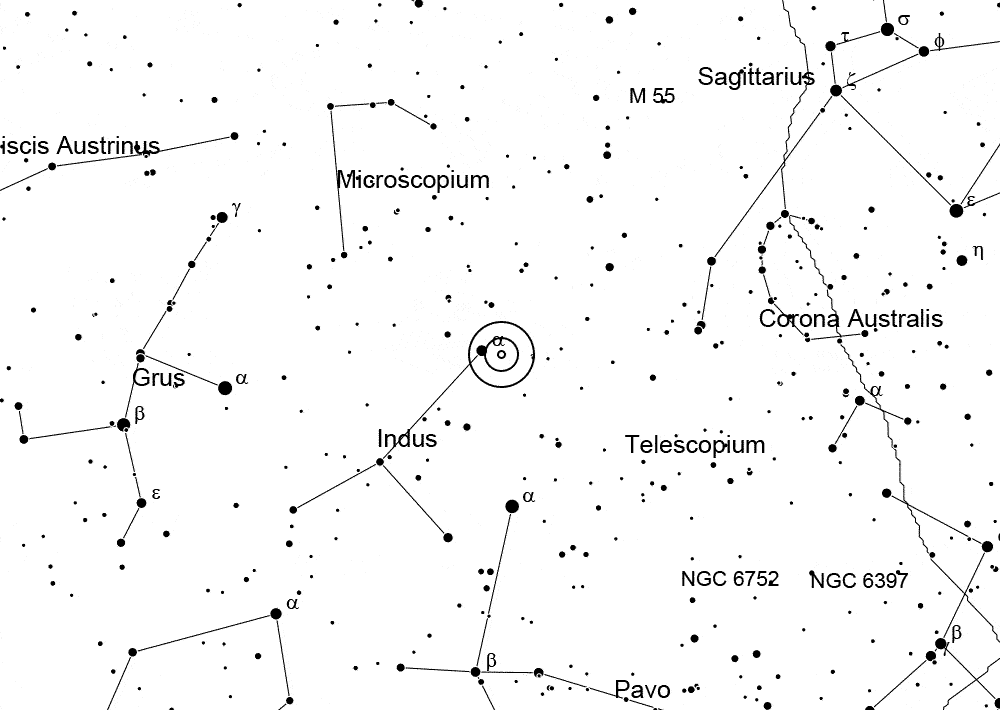 σ
τ
φ
Sagittarius
ζ
M 55
iscis Austrinus
Microscopium
γ
ε
η
Corona Australis
α
Grus
α
α
β
Indus
Telescopium
ε
α
NGC 6752
NGC 6397
α
β
β
Pavo